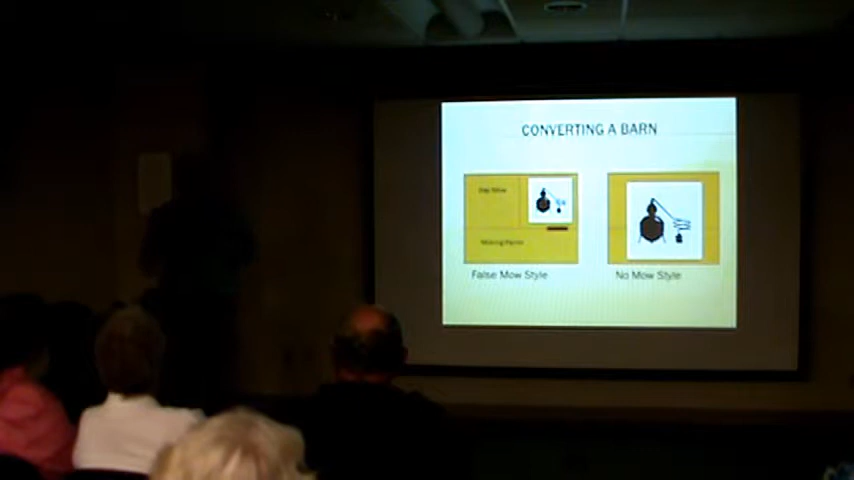 CONVERTING A BARN
Hay Mow
Milking Parlor
False Mow Style
No Mow Style